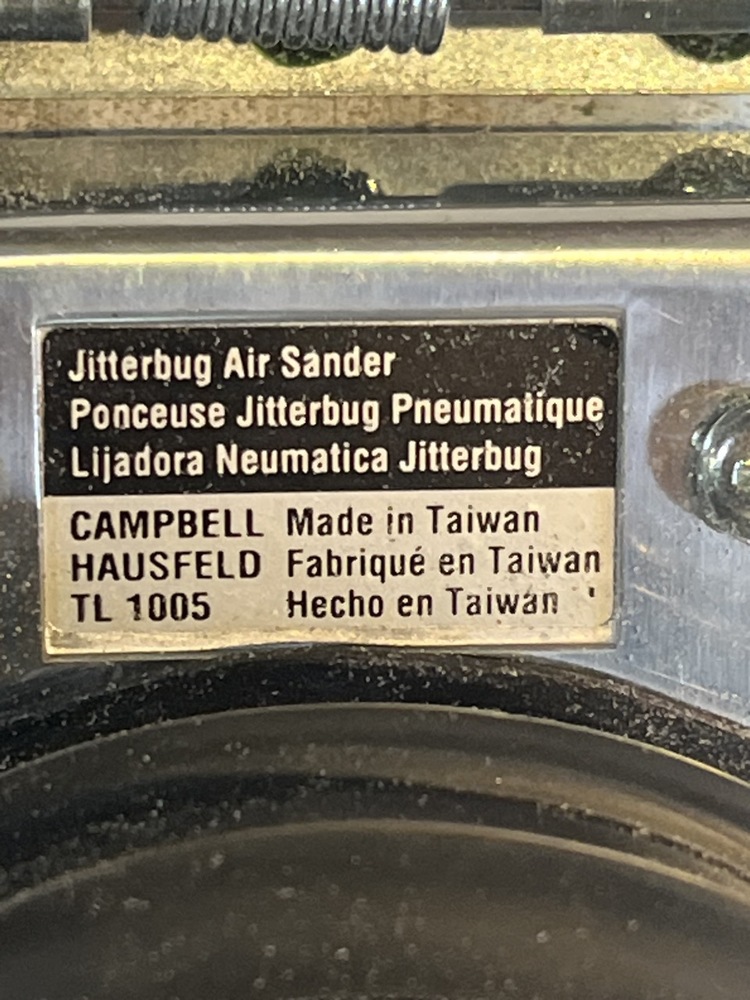 Jitterbug Air Sander
Ponceuse Jitterbug Pneumatique
Lijadora Neumatica Jitterbug
CAMPBELL Made in Taiwan
HAUSFELD Fabriqué en Taiwan
TL 1005 Hecho en Taiwan